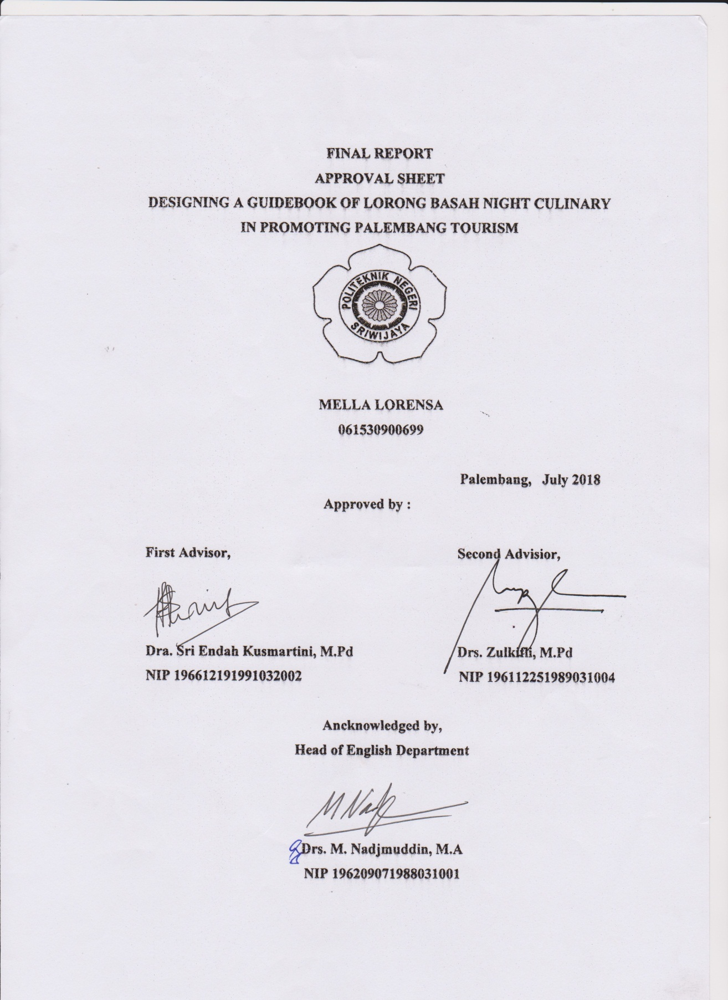 FINAL REPORT
APPROVAL SHEET
DESIGNING A GUIDEBOOK OF LORONG BASAH NIGHT CULINARY
IN PROMOTING PALEMBANG TOURISM
POLITEKNIK NEGERI
SRIWIJAYA
MELLA LORENSA
061530900699
Palembang, July 2018
Approved by :
First Advisor,
Second Advisior,
Dra. Sri Endah Kusmartini, M.Pd
Drs. Zulkifli, M.Pd
NIP 196612191991032002
NIP 196112251989031004
Ancknowledged by,
Head of English Department
Drs. M. Nadjmuddin, M.A
NIP 196209071988031001